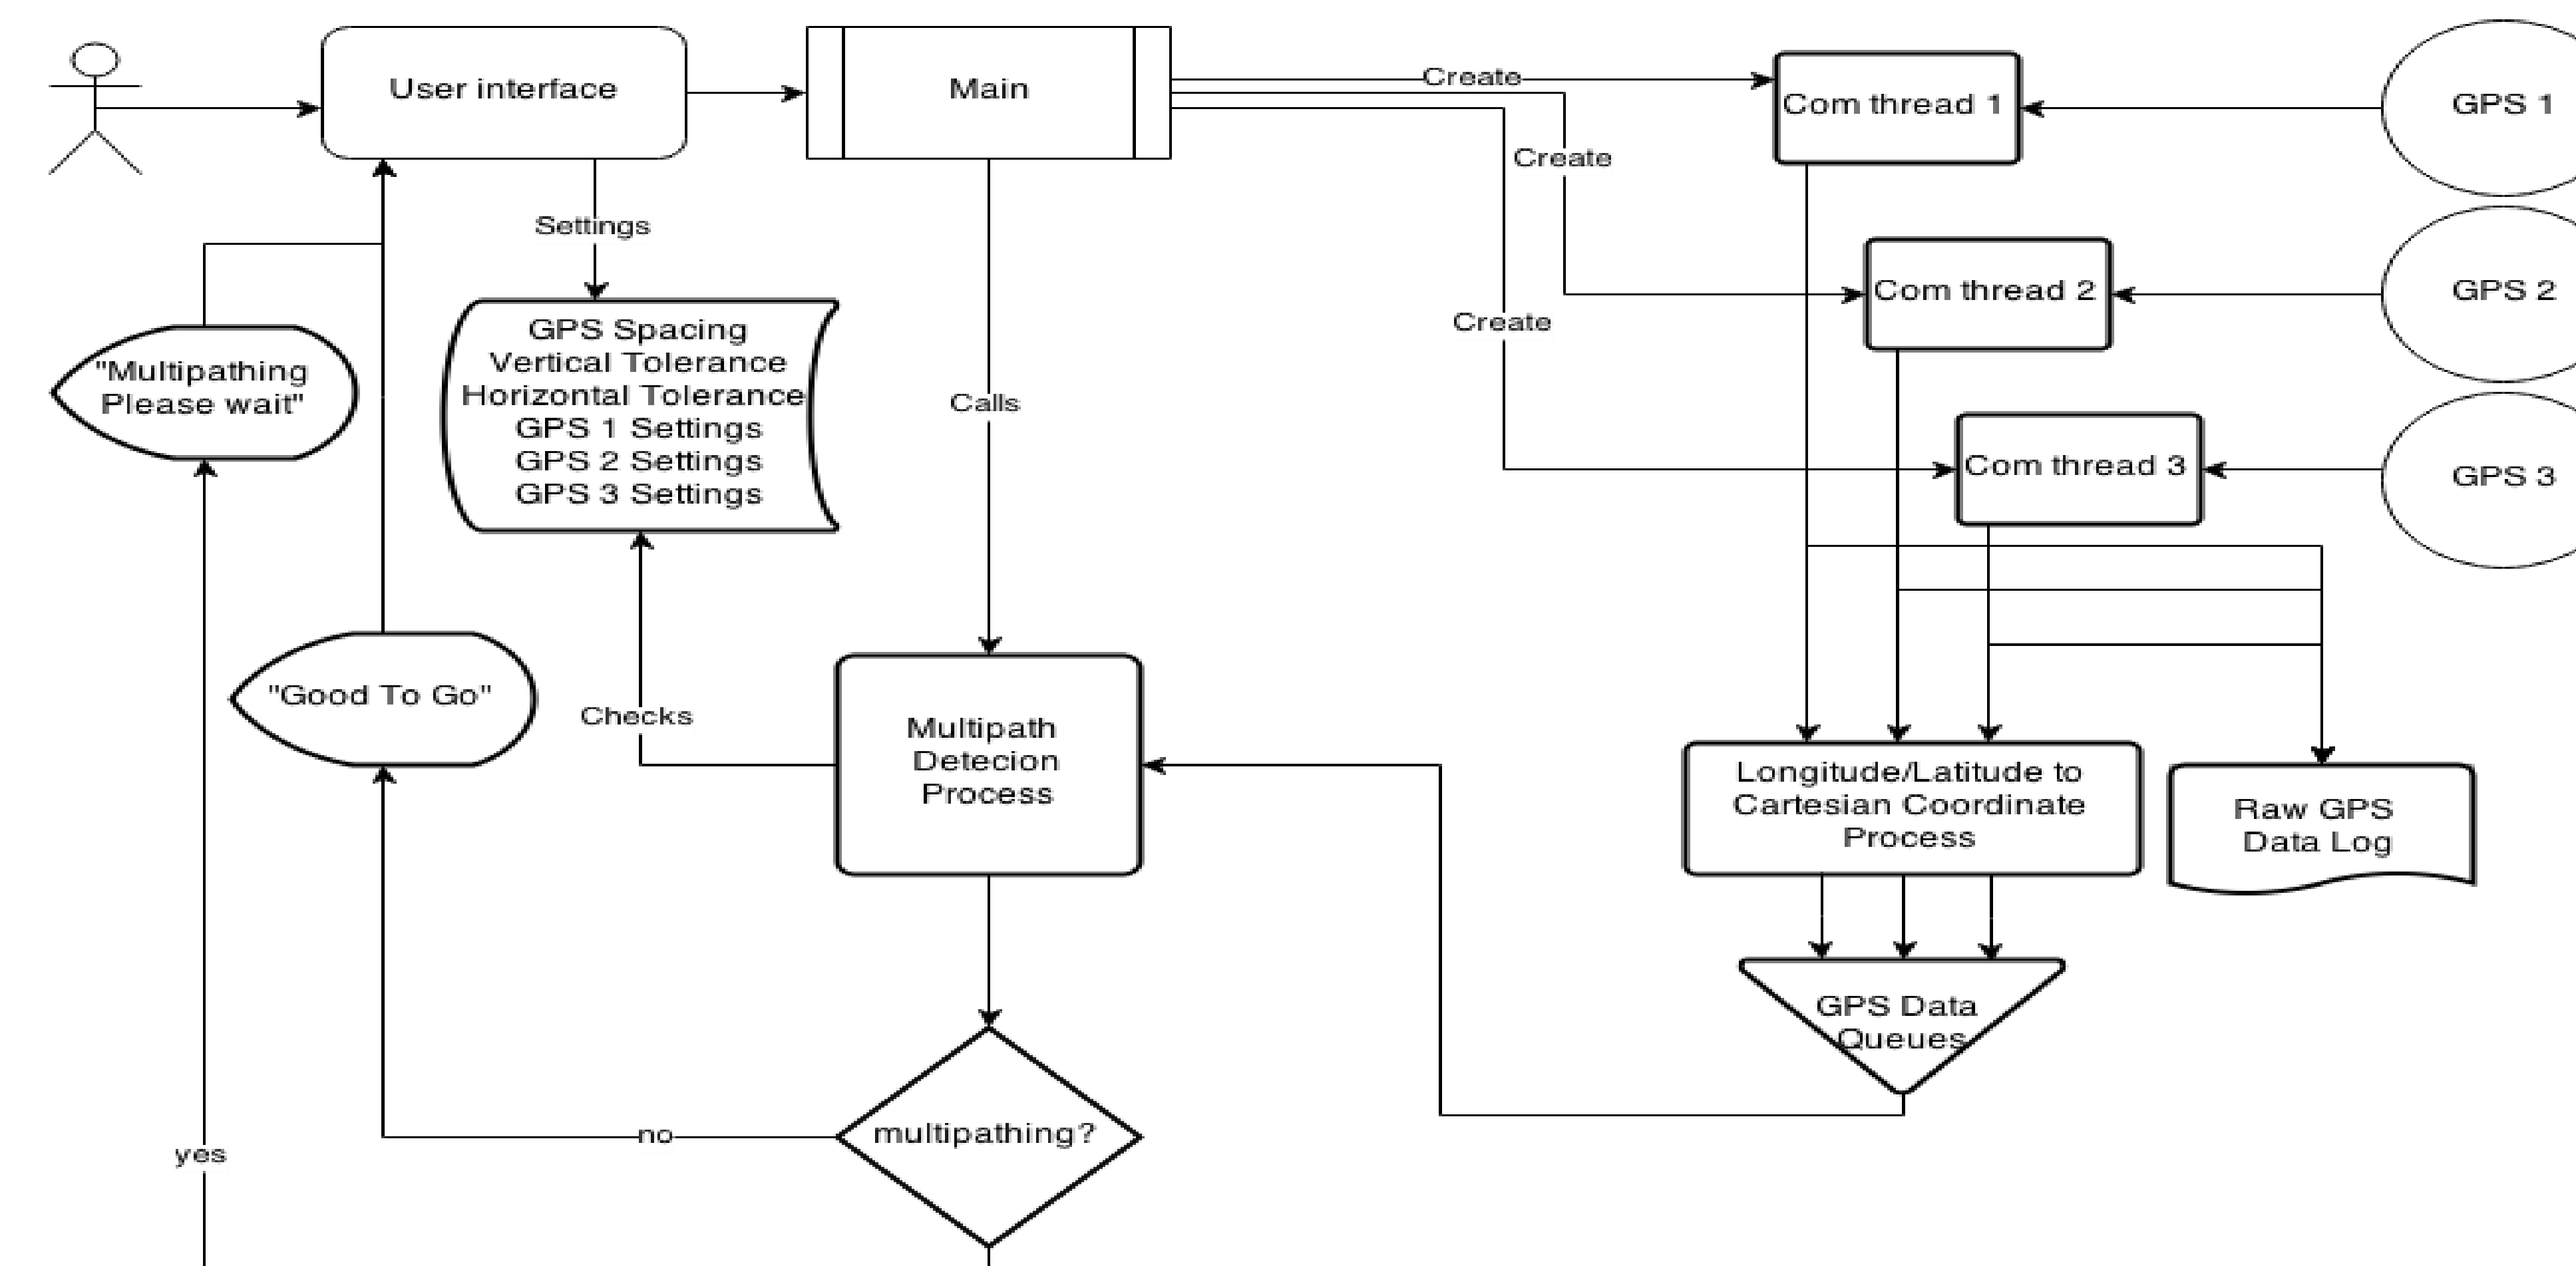 User interface
Main
Create
Com thread 1
GPS 1
Create
Settings
Com thread 2
GPS 2
Create
GPS Spacing
Vertical Tolerance
Horizontal Tolerance
GPS 1 Settings
GPS 2 Settings
GPS 3 Settings
"Multipathing
Please wait"
Calls
Com thread 3
GPS 3
"Good To Go"
Checks
Multipath
Detecion
Process
Longitude/Latitude to
Cartesian Coordinate
Process
Raw GPS
Data Log
GPS Data
Queues
multipathing?
no
yes